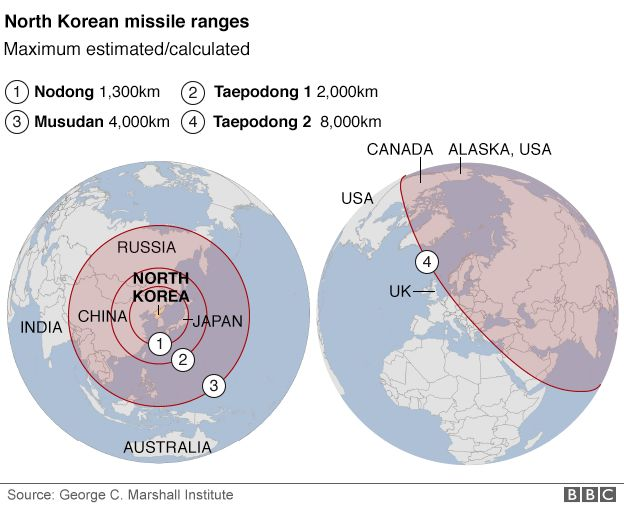 North Korean missile ranges
Maximum estimated/calculated
1 Nodong 1,300km 2 Taepodong 1 2,000km
3 Musudan 4,000km 4 Taepodong 2 8,000km
CANADA ALASKA, USA
USA
RUSSIA
4
NORTH
KOREA
UK
INDIA CHINA JAPAN
1
2
3
AUSTRALIA
Source: George C. Marshall Institute BBC